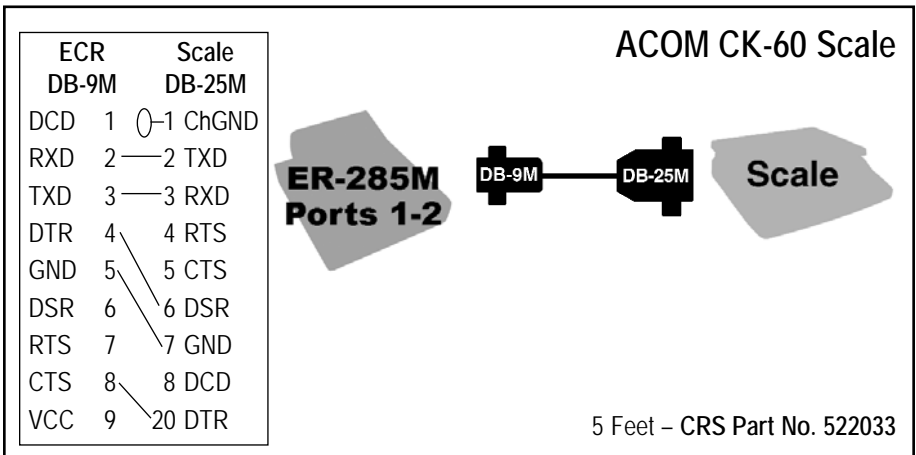 ACOM CK-60 Scale
ECR Scale
DB-9M DB-25M
DCD 1 1 ChGND
RXD 2 2 TXD
TXD 3 3 RXD
DTR 4 4 RTS
GND 5 5 CTS
DSR 6 6 DSR
RTS 7 7 GND
CTS 8 8 DCD
VCC 9 20 DTR
ER-285M
Ports 1-2
DB-9M
DB-25M
Scale
5 Feet – CRS Part No. 522033